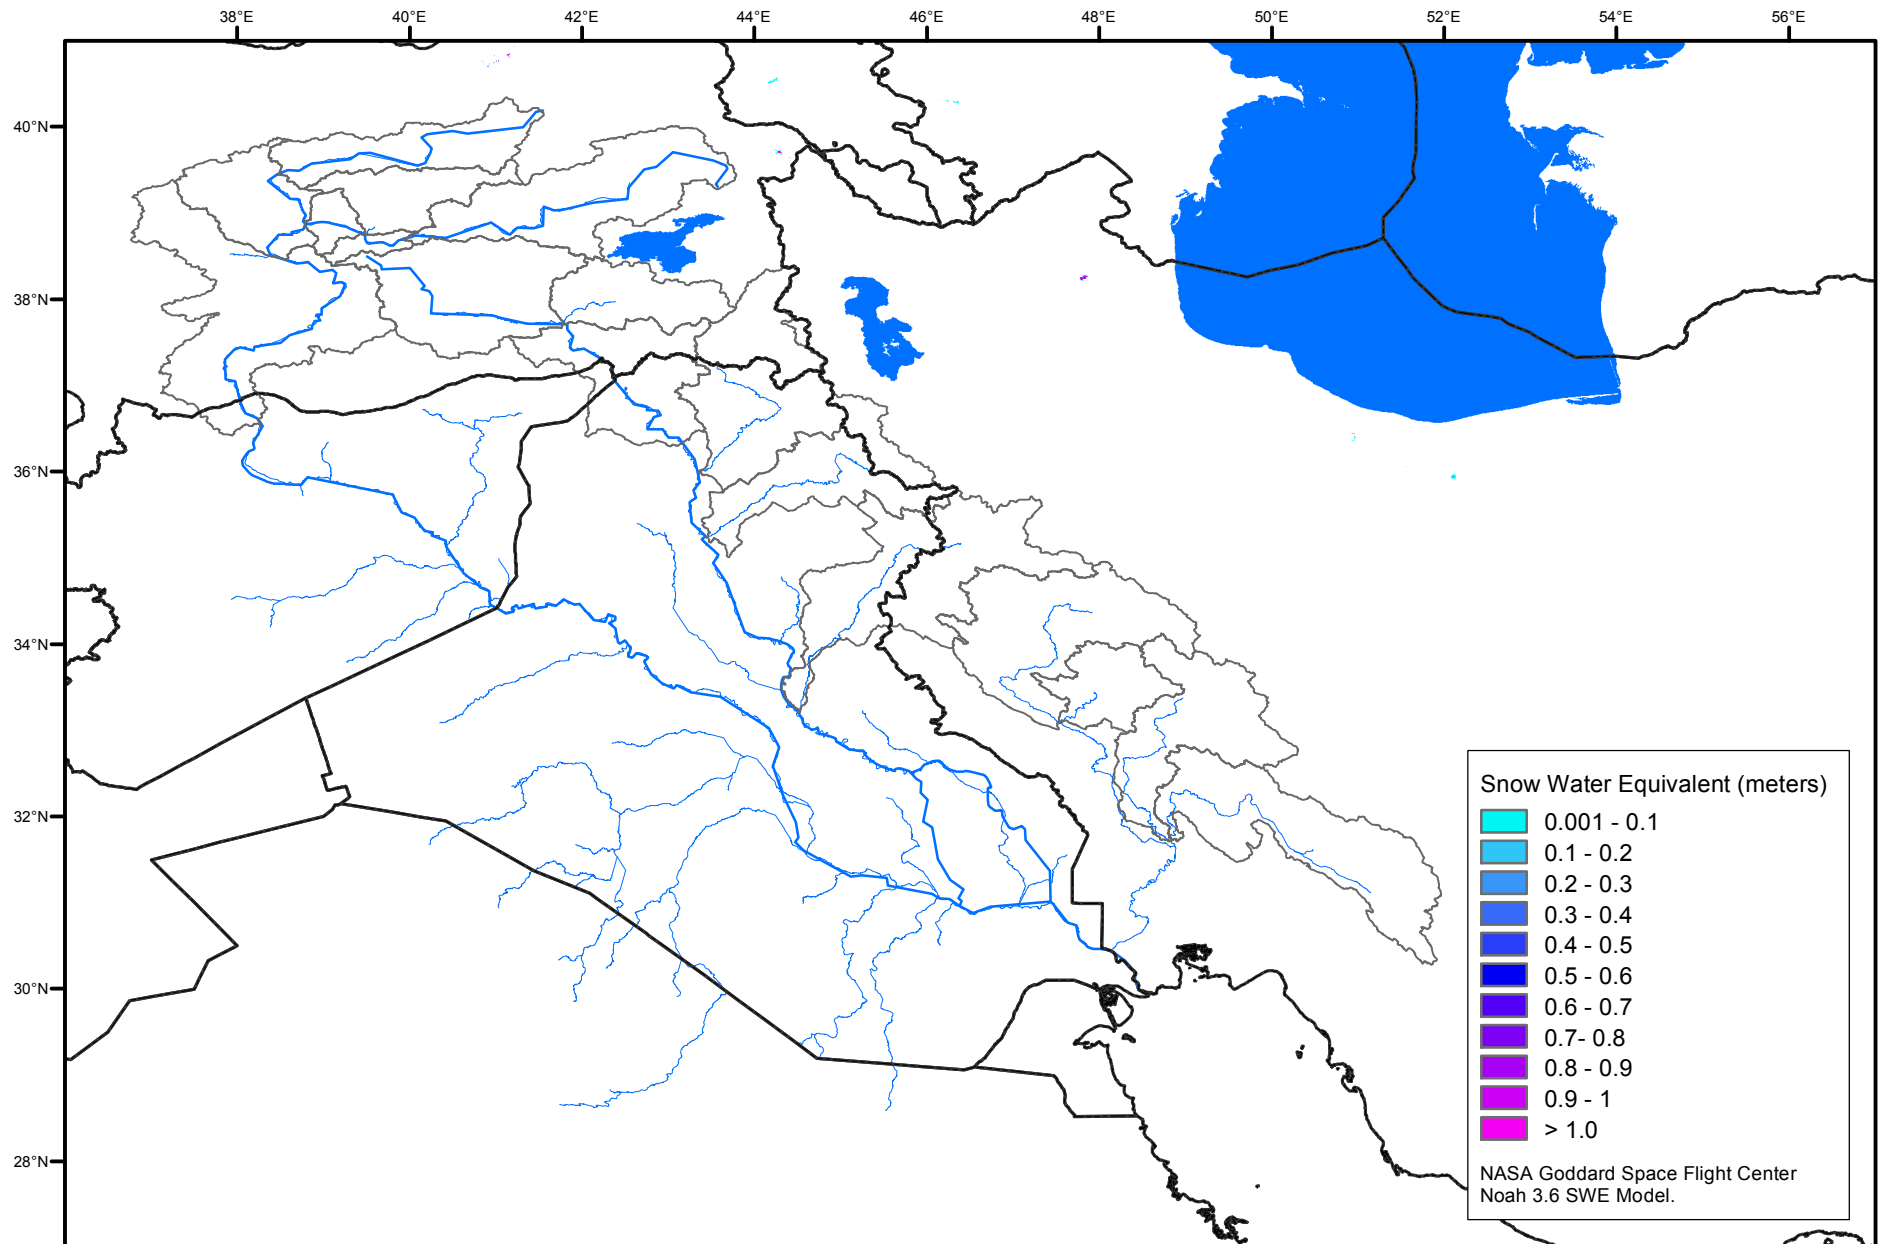 38°E 40°E 42°E 44°E 46°E 48°E 50°E 52°E 54°E 56°E
40°N
38°N
36°N
34°N
32°N
30°N
28°N
Snow Water Equivalent (meters)
0.001 - 0.1
0.1 - 0.2
0.2 - 0.3
0.3 - 0.4
0.4 - 0.5
0.5 - 0.6
0.6 - 0.7
0.7- 0.8
0.8 - 0.9
0.9 - 1
> 1.0
NASA Goddard Space Flight Center
Noah 3.6 SWE Model.